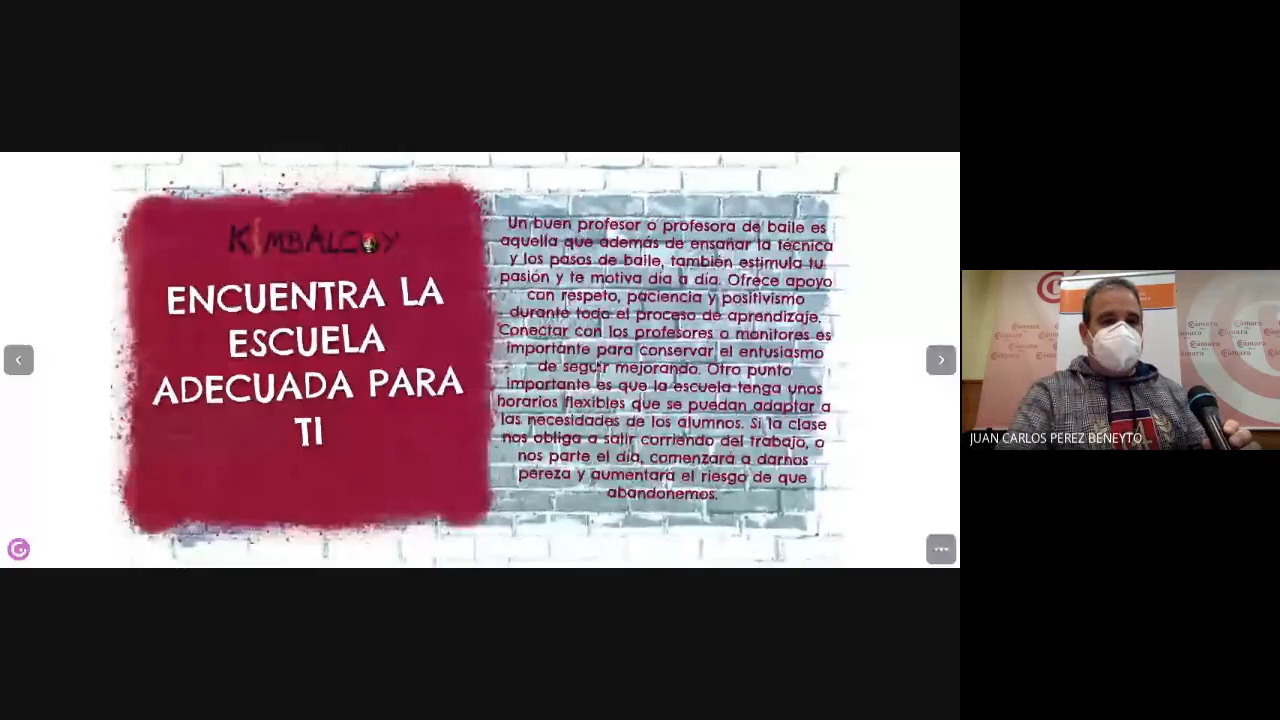 KIMBALCOY
ENCUENTRA LA
ESCUELA
ADECUADA PARA
TI
Un buen profesor o profesora de baile es
aquella que además de ensañar la técnica
y los pasos de baile, también estimula tu
pasión y te motiva día a día. Ofrece apoyo
con respeto, paciencia y positivismo
durante todo el proceso de aprendizaje.
Conectar con los profesores o monitores es
importante para conservar el entusiasmo
de seguir mejorando. Otro punto
importante es que la escuela tenga unos
horarios flexibles que se puedan adaptar a
las necesidades de los alumnos. Si la clase
nos obliga a salir corriendo del trabajo, o
nos parte el día, comenzará a darnos
pereza y aumentará el riesgo de que
abandonemos.
JUAN CARLOS PEREZ BENEYTO
Cámara
Cámara
Cámara
Cámara